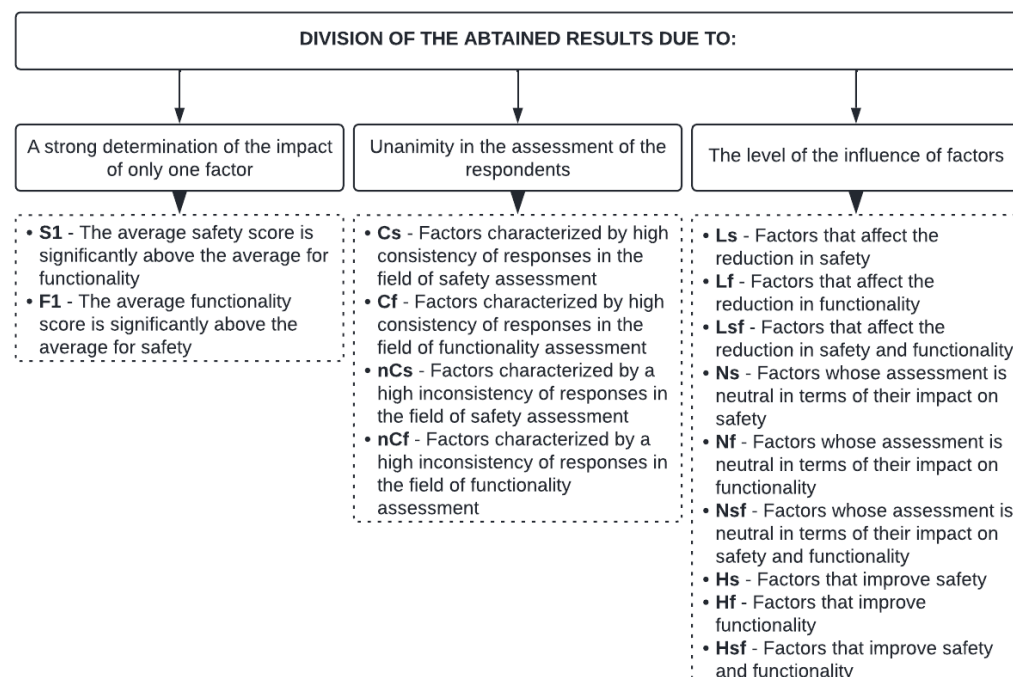 DIVISION OF THE ABTAINED RESULTS DUE TO:
A strong determination of the impact
of only one factor
• S1 - The average safety score is
significantly above the average for
functionality
• F1 - The average functionality
score is significantly above the
average for safety
Unanimity in the assessment of the
respondents
• Cs - Factors characterized by high
consistency of responses in the
field of safety assessment
• Cf - Factors characterized by high
consistency of responses in the
field of functionality assessment
• nCs - Factors characterized by a
high inconsistency of responses in
the field of safety assessment
• nCf - Factors characterized by a
high inconsistency of responses in
the field of functionality
assessment
The level of the influence of factors
• Ls - Factors that affect the
reduction in safety
• Lf - Factors that affect the
reduction in functionality
• Lsf - Factors that affect the
reduction in safety and functionality
• Ns - Factors whose assessment is
neutral in terms of their impact on
safety
• Nf - Factors whose assessment is
neutral in terms of their impact on
functionality
• Nsf - Factors whose assessment is
neutral in terms of their impact on
safety and functionality
• Hs - Factors that improve safety
• Hf - Factors that improve
functionality
• Hsf - Factors that improve safety
and functionality